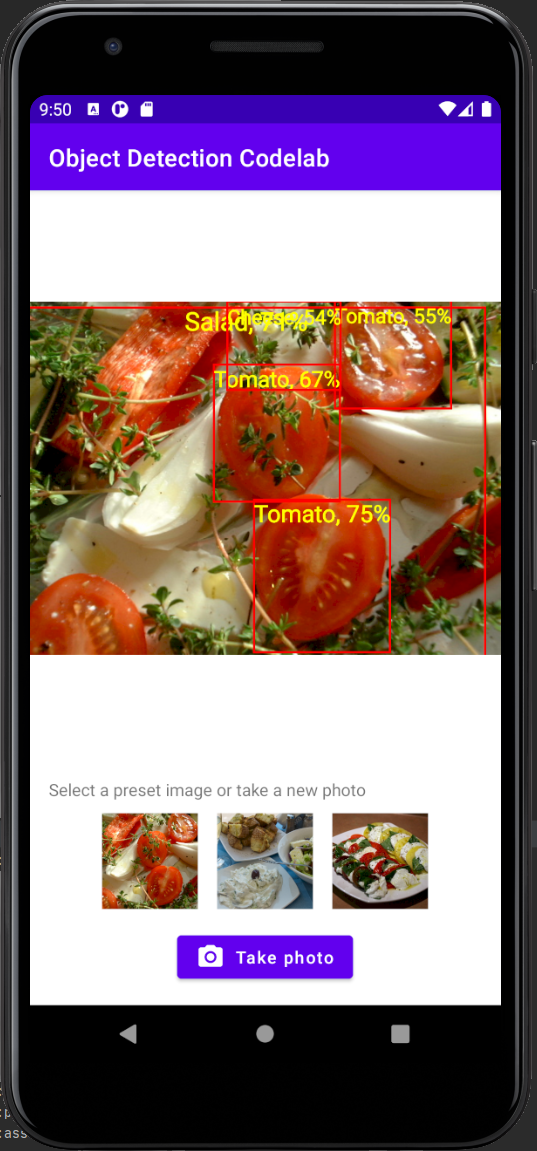 9:50
Object Detection Codelab
Salad, 71%
Cheese, 54%
Tomato, 55%
Tomato, 67%
Tomato, 75%
Select a preset image or take a new photo
Take photo
:p
:ass